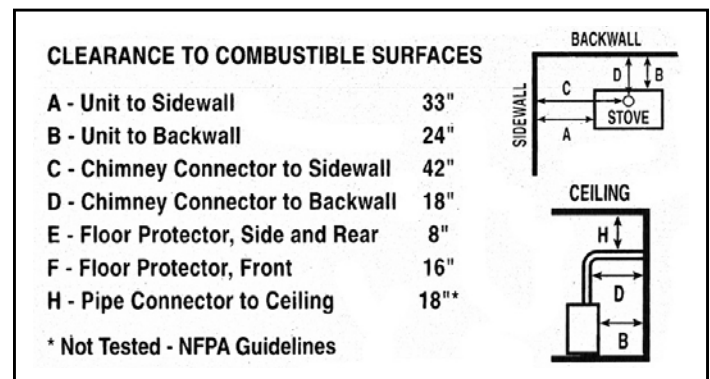 CLEARANCE TO COMBUSTIBLE SURFACES
A - Unit to Sidewall 33"
B - Unit to Backwall 24"
C - Chimney Connector to Sidewall 42"
D - Chimney Connector to Backwall 18"
E - Floor Protector, Side and Rear 8"
F - Floor Protector, Front 16"
H - Pipe Connector to Ceiling 18"*
* Not Tested - NFPA Guidelines
BACKWALL
D B
C
STOVE
SIDEWALL
A
CEILING
H
D
B